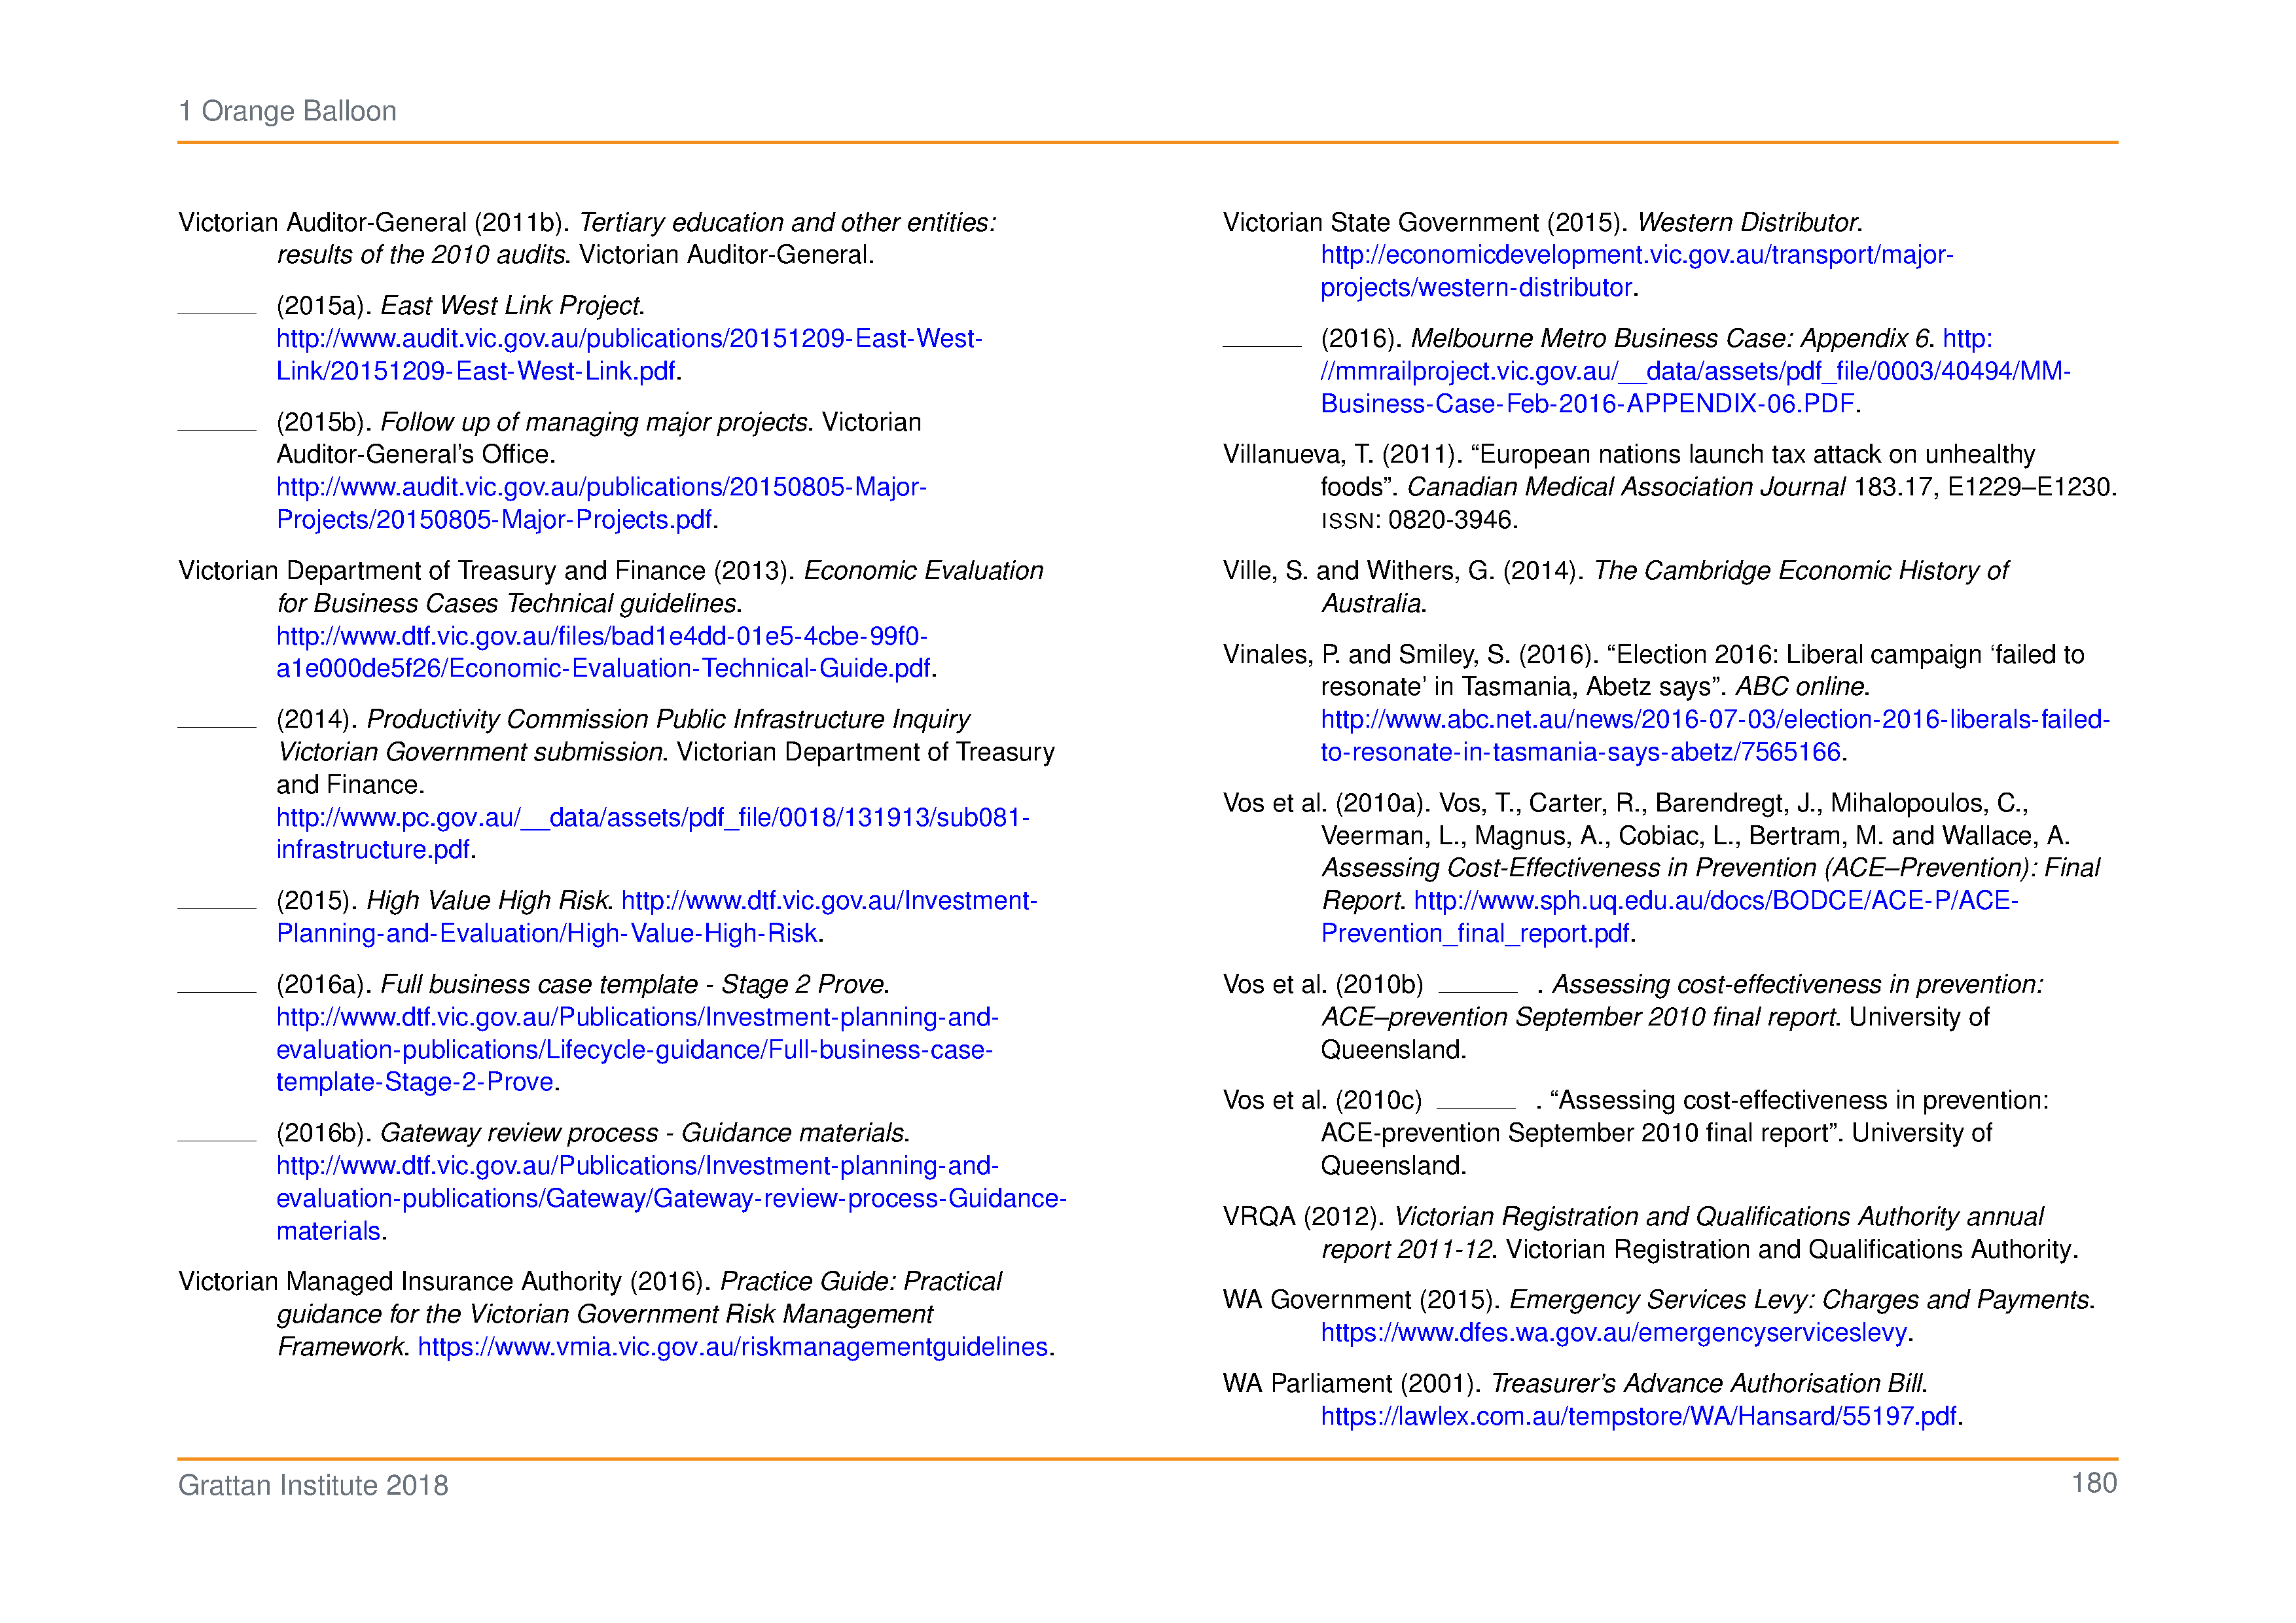 1 Orange Balloon
Victorian Auditor-General (2011b). Tertiary education and other entities:
results of the 2010 audits. Victorian Auditor-General.
(2015a). East West Link Project.
http://www.audit.vic.gov.au/publications/20151209-East-West-
Link/20151209-East-West-Link.pdf.
(2015b). Follow up of managing major projects. Victorian
Auditor-General's Office.
http://www.audit.vic.gov.au/publications/20150805-Major-
Projects/20150805-Major-Projects.pdf.
Victorian Department of Treasury and Finance (2013). Economic Evaluation
for Business Cases Technical guidelines.
http://www.dtf.vic.gov.au/files/bad1e4dd-01e5-4cbe-99f0-
a1e000de5f26/Economic-Evaluation-Technical-Guide.pdf.
(2014). Productivity Commission Public Infrastructure Inquiry
Victorian Government submission. Victorian Department of Treasury
and Finance.
http://www.pc.gov.au/__data/assets/pdf_file/0018/131913/sub081-
infrastructure.pdf.
(2015). High Value High Risk. http://www.dtf.vic.gov.au/Investment-
Planning-and-Evaluation/High-Value-High-Risk.
(2016a). Full business case template - Stage 2 Prove.
http://www.dtf.vic.gov.au/Publications/Investment-planning-and-
evaluation-publications/Lifecycle-guidance/Full-business-case-
template-Stage-2-Prove.
(2016b). Gateway review process - Guidance materials.
http://www.dtf.vic.gov.au/Publications/Investment-planning-and-
evaluation-publications/Gateway/Gateway-review-process-Guidance-
materials.
Victorian Managed Insurance Authority (2016). Practice Guide: Practical
guidance for the Victorian Government Risk Management
Framework. https://www.vmia.vic.gov.au/riskmanagementguidelines.
Victorian State Government (2015). Western Distributor.
http://economicdevelopment.vic.gov.au/transport/major-
projects/western-distributor.
(2016). Melbourne Metro Business Case: Appendix 6. http:
//mmrailproject.vic.gov.au/__data/assets/pdf_file/0003/40494/MM-
Business-Case-Feb-2016-APPENDIX-06.PDF.
Villanueva, T. (2011). “European nations launch tax attack on unhealthy
foods”. Canadian Medical Association Journal 183.17, E1229–E1230.
ISSN: 0820-3946.
Ville, S. and Withers, G. (2014). The Cambridge Economic History of
Australia.
Vinales, P. and Smiley, S. (2016). “Election 2016: Liberal campaign ‘failed to
resonate’ in Tasmania, Abetz says”. ABC online.
http://www.abc.net.au/news/2016-07-03/election-2016-liberals-failed-
to-resonate-in-tasmania-says-abetz/7565166.
Vos et al. (2010a). Vos, T., Carter, R., Barendregt, J., Mihalopoulos, C.,
Veerman, L., Magnus, A., Cobiac, L., Bertram, M. and Wallace, A.
Assessing Cost-Effectiveness in Prevention (ACE–Prevention): Final
Report. http://www.sph.uq.edu.au/docs/BODCE/ACE-P/ACE-
Prevention_final_report.pdf.
Vos et al. (2010b) ______ . Assessing cost-effectiveness in prevention:
ACE–prevention September 2010 final report. University of
Queensland.
Vos et al. (2010c) ______ . “Assessing cost-effectiveness in prevention:
ACE-prevention September 2010 final report”. University of
Queensland.
VRQA (2012). Victorian Registration and Qualifications Authority annual
report 2011-12. Victorian Registration and Qualifications Authority.
WA Government (2015). Emergency Services Levy: Charges and Payments.
https://www.dfes.wa.gov.au/emergencyserviceslevy.
WA Parliament (2001). Treasurer's Advance Authorisation Bill.
https://lawlex.com.au/tempstore/WA/Hansard/55197.pdf.
Grattan Institute 2018
180